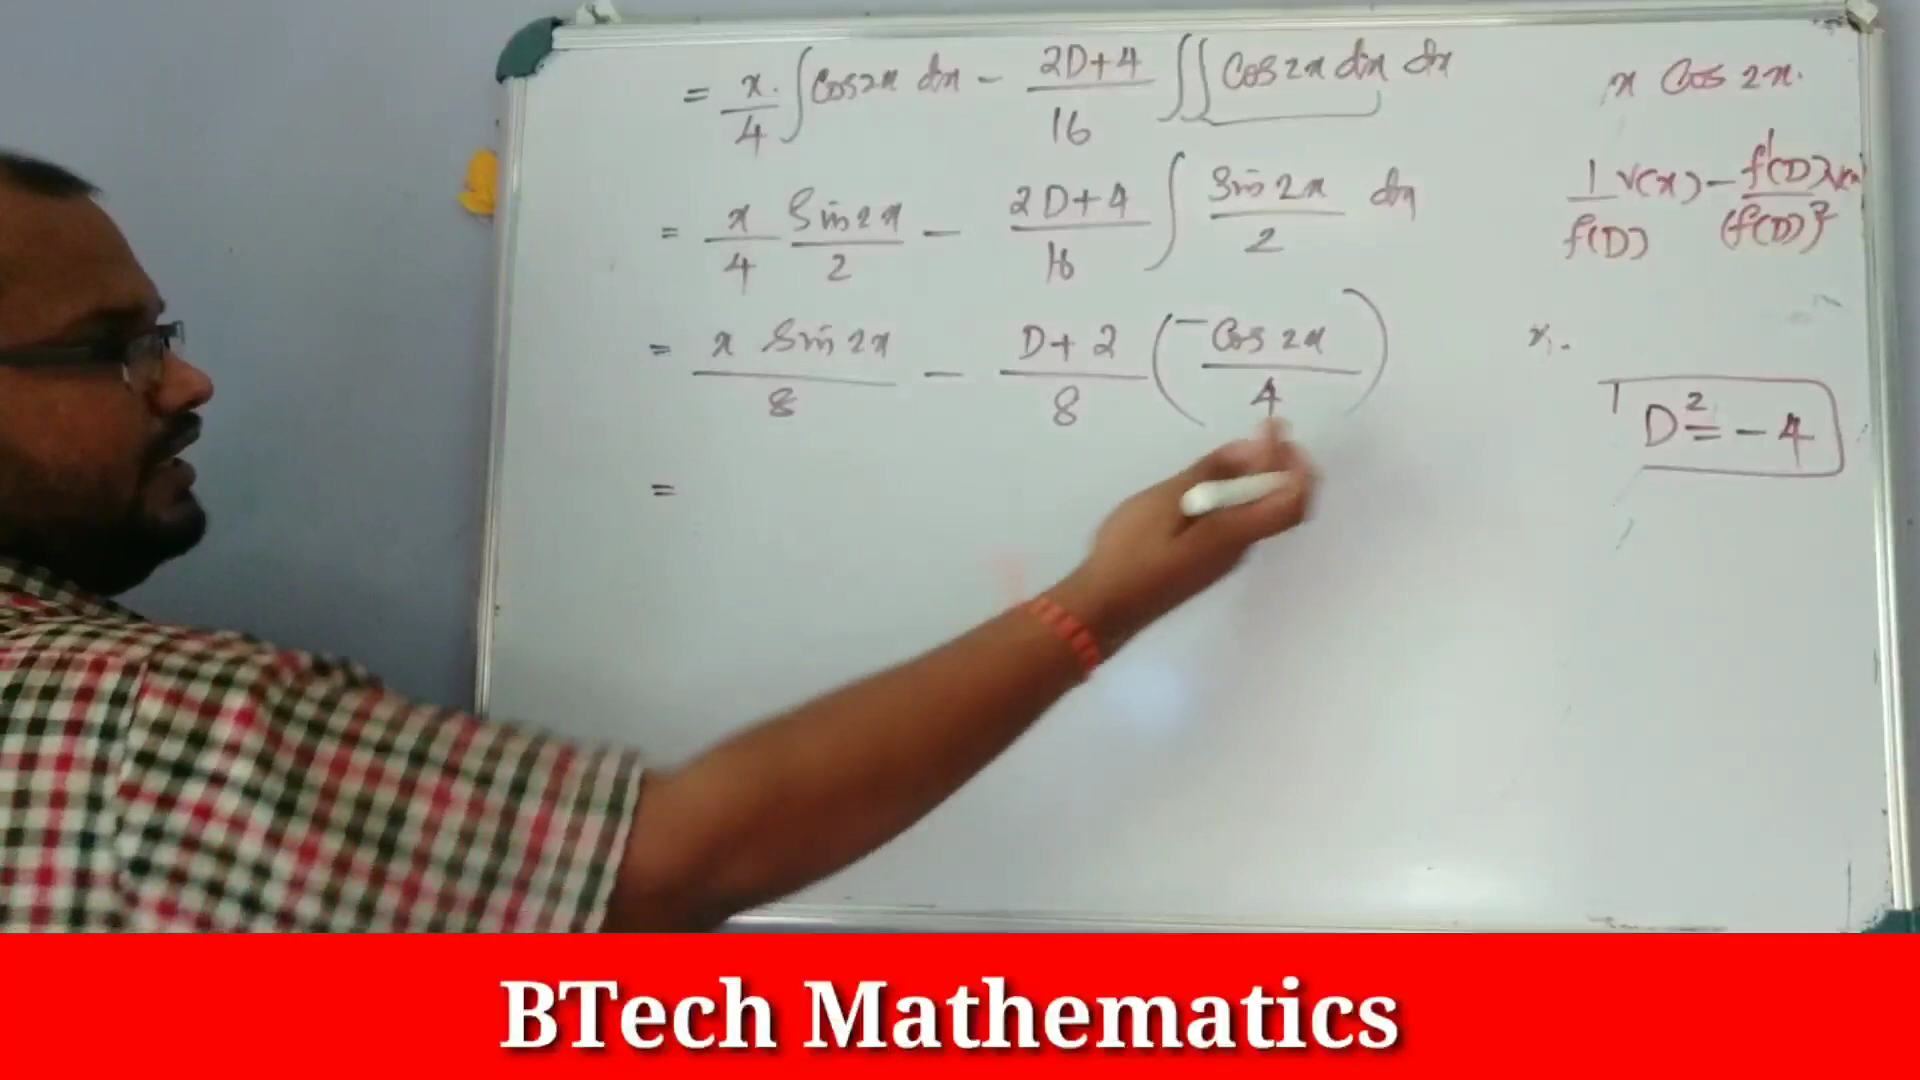 = x/4 . ∫ Cos2x dx − (2D+4)/16 ∫∫ Cos2x dx dx
= x/4 Sin2x/2 − (2D+4)/16 ∫ Sin2x/2 dx
= x Sin2x/8 − (D+2)/8 (−Cos2x/4)
=
x Cos 2x.
1/f(D) V(x) − f'(D)/(f(D))²
x.
D² = −4
BTech Mathematics